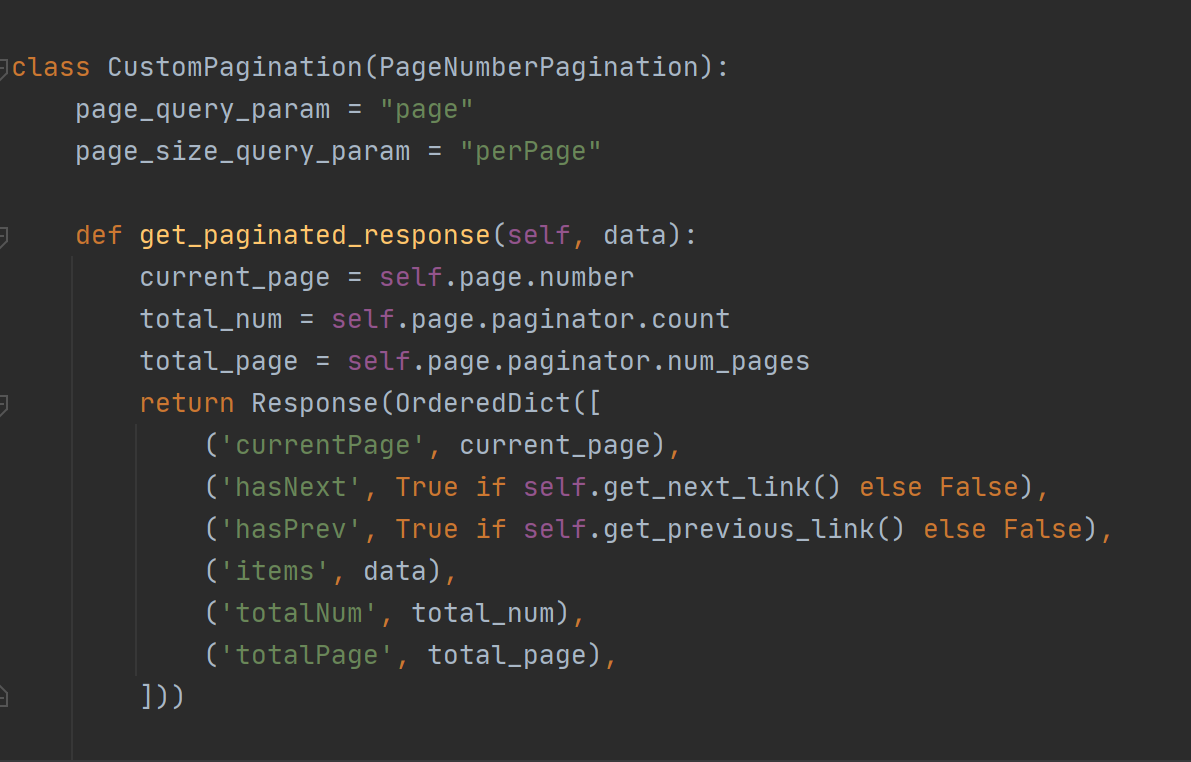 class CustomPagination(PageNumberPagination):
    page_query_param = "page"
    page_size_query_param = "perPage"

    def get_paginated_response(self, data):
        current_page = self.page.number
        total_num = self.page.paginator.count
        total_page = self.page.paginator.num_pages
        return Response(OrderedDict([
            ('currentPage', current_page),
            ('hasNext', True if self.get_next_link() else False),
            ('hasPrev', True if self.get_previous_link() else False),
            ('items', data),
            ('totalNum', total_num),
            ('totalPage', total_page),
        ]))